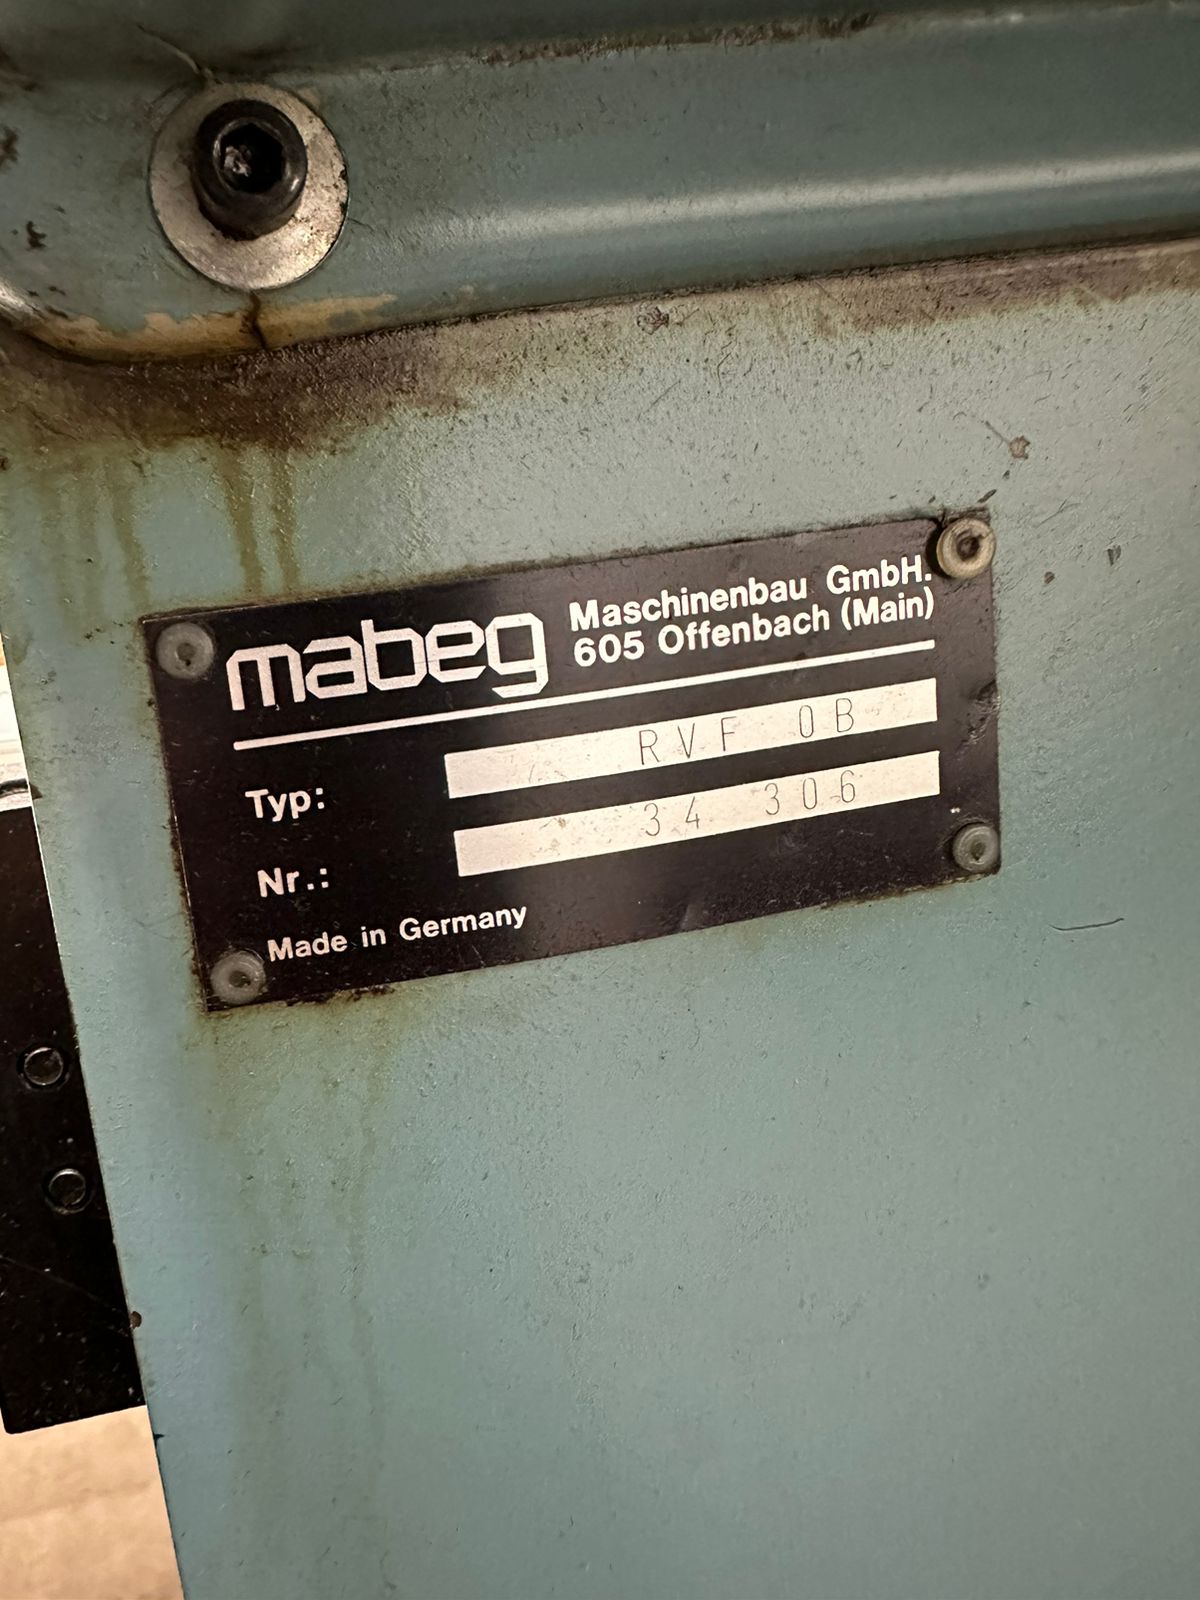 mabeg
Maschinenbau GmbH.
605 Offenbach (Main)
Typ: RVF 0B
Nr.: 34 306
Made in Germany